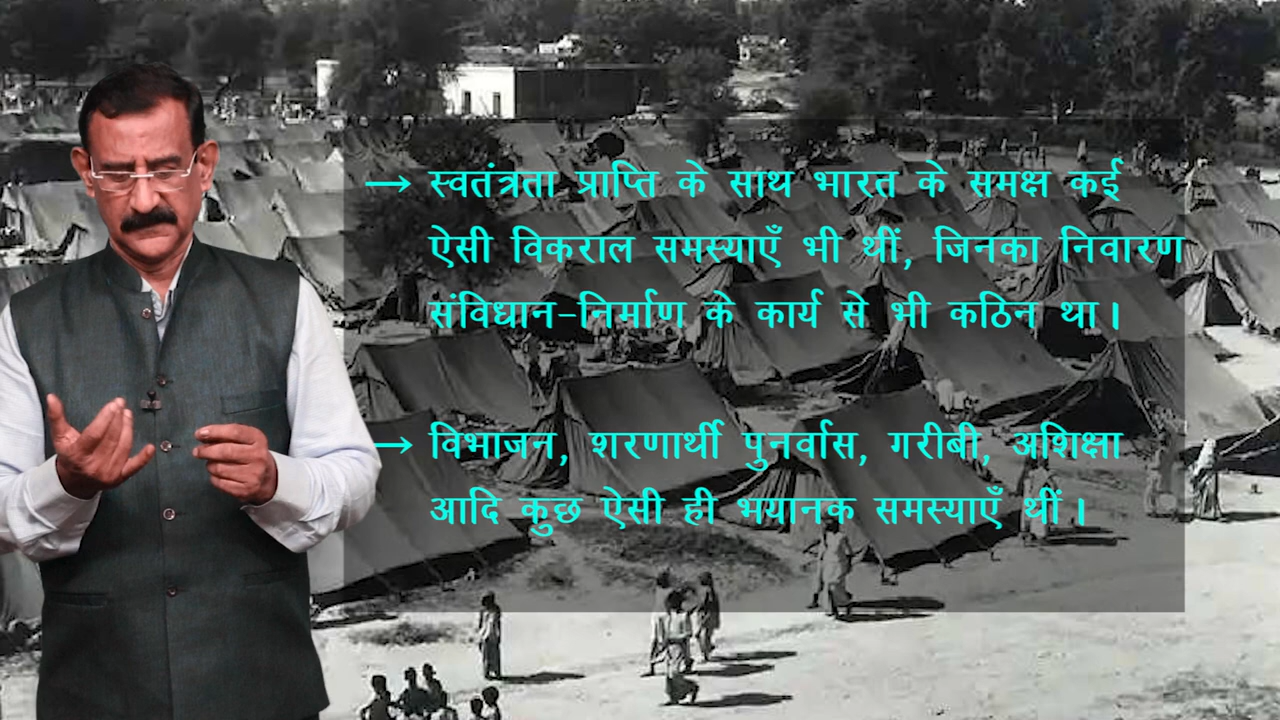 → स्वतंत्रता प्राप्ति के साथ भारत के समक्ष कई
ऐसी विकराल समस्याएँ भी थीं, जिनका निवारण
संविधान-निर्माण के कार्य से भी कठिन था।
→ विभाजन, शरणार्थी पुनर्वास, गरीबी, अशिक्षा
आदि कुछ ऐसी ही भयानक समस्याएँ थीं।